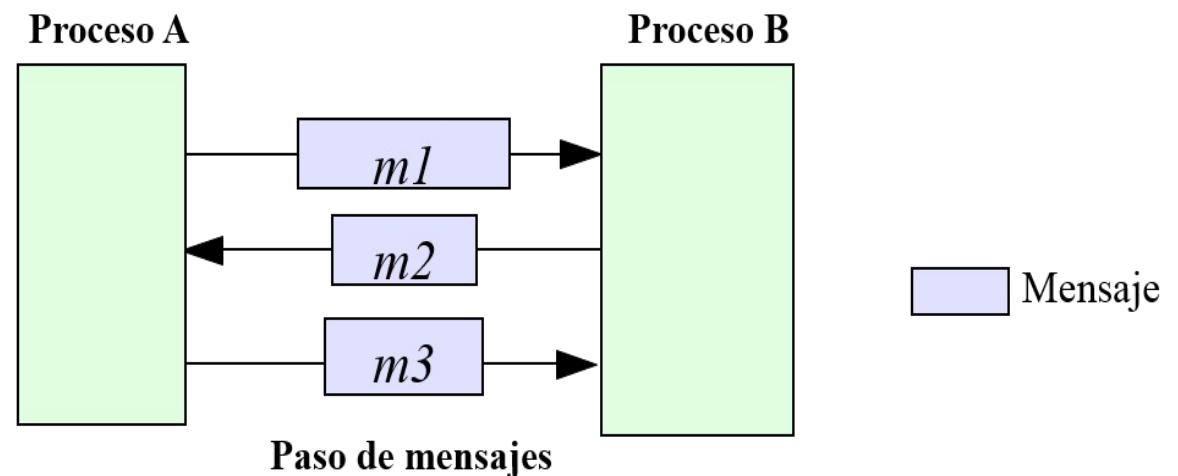 Proceso A
Proceso B
m1
m2
m3
Mensaje
Paso de mensajes